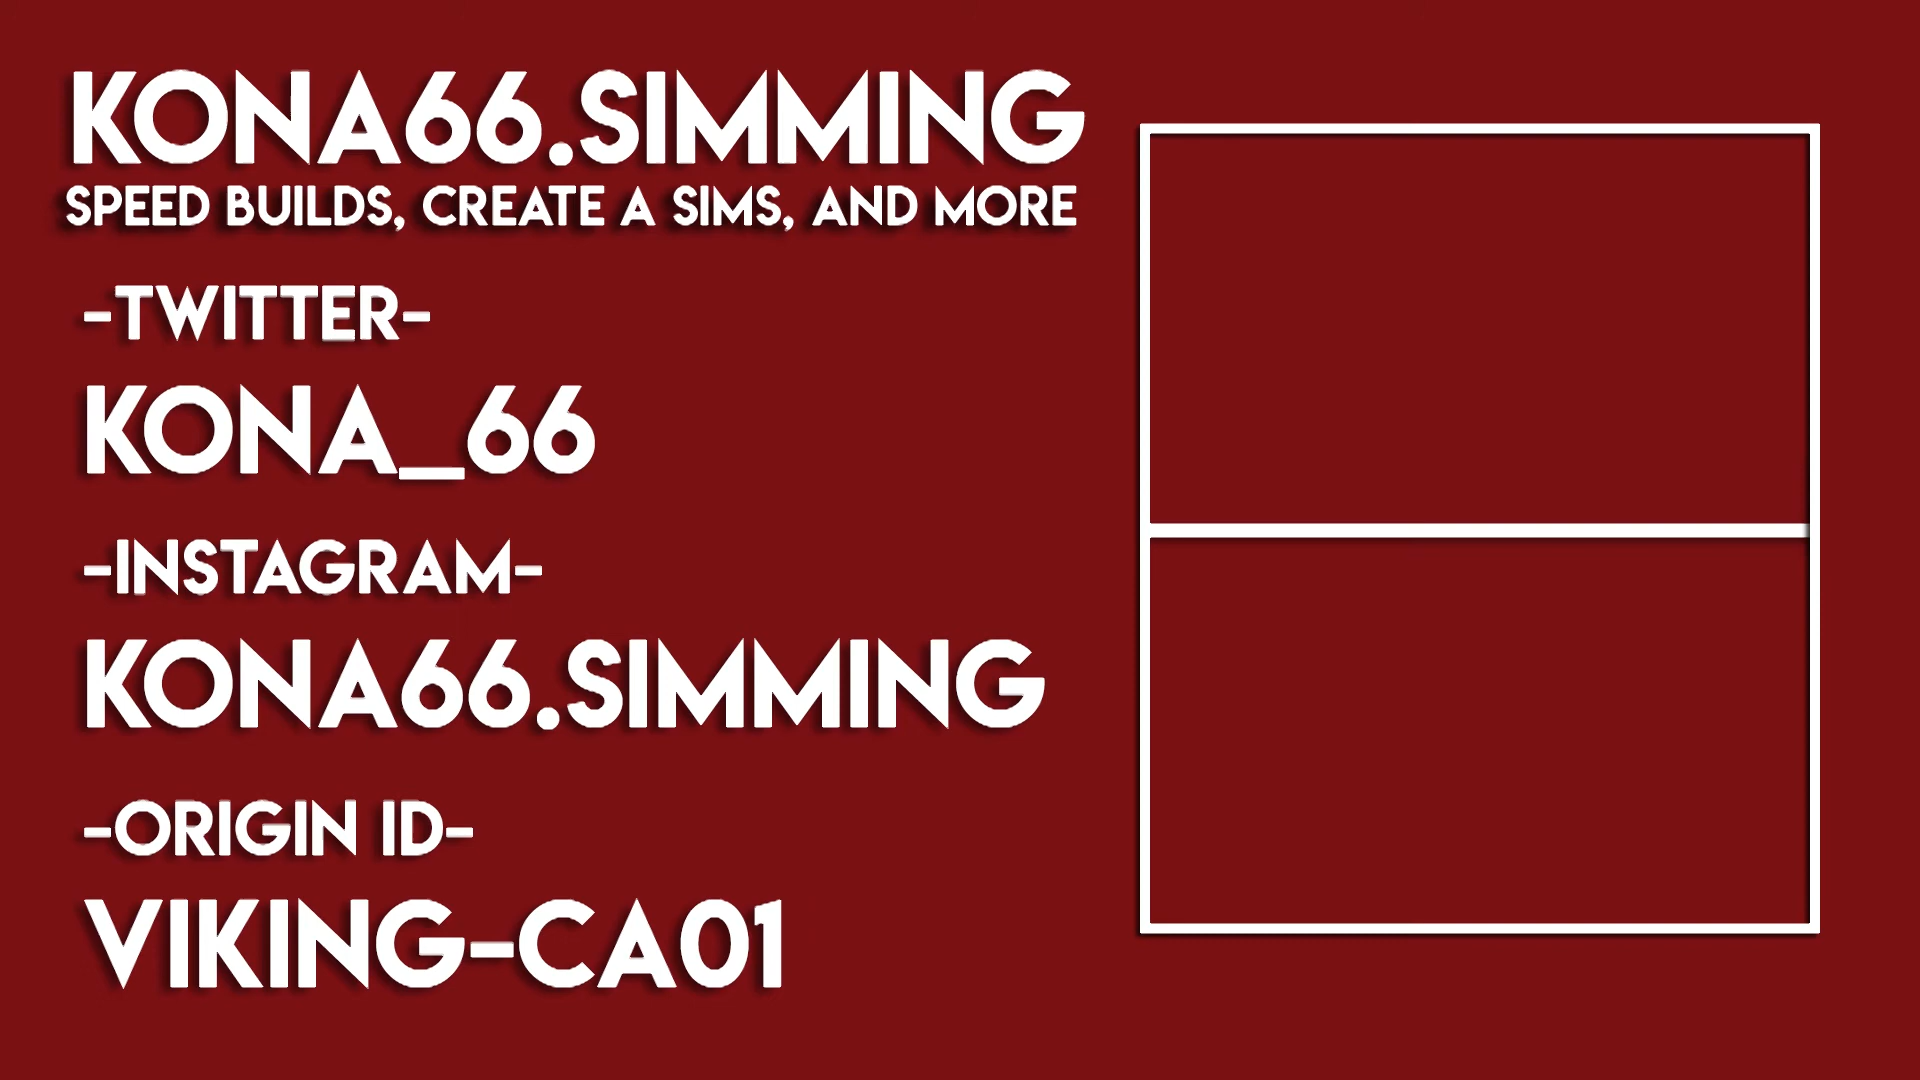 KONA66.SIMMING
SPEED BUILDS, CREATE A SIMS, AND MORE
-TWITTER-
KONA_66
-INSTAGRAM-
KONA66.SIMMING
-ORIGIN ID-
VIKING-CA01